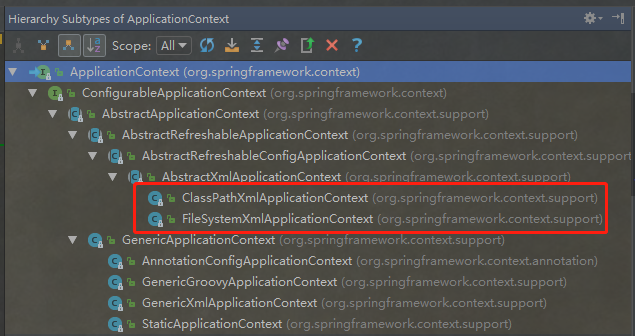 Hierarchy Subtypes of ApplicationContext
Scope: All
ApplicationContext (org.springframework.context)
ConfigurableApplicationContext (org.springframework.context)
AbstractApplicationContext (org.springframework.context.support)
AbstractRefreshableApplicationContext (org.springframework.context.support)
AbstractRefreshableConfigApplicationContext (org.springframework.context.support)
AbstractXmlApplicationContext (org.springframework.context.support)
ClassPathXmlApplicationContext (org.springframework.context.support)
FileSystemXmlApplicationContext (org.springframework.context.support)
GenericApplicationContext (org.springframework.context.support)
AnnotationConfigApplicationContext (org.springframework.context.annotation)
GenericGroovyApplicationContext (org.springframework.context.support)
GenericXmlApplicationContext (org.springframework.context.support)
StaticApplicationContext (org.springframework.context.support)